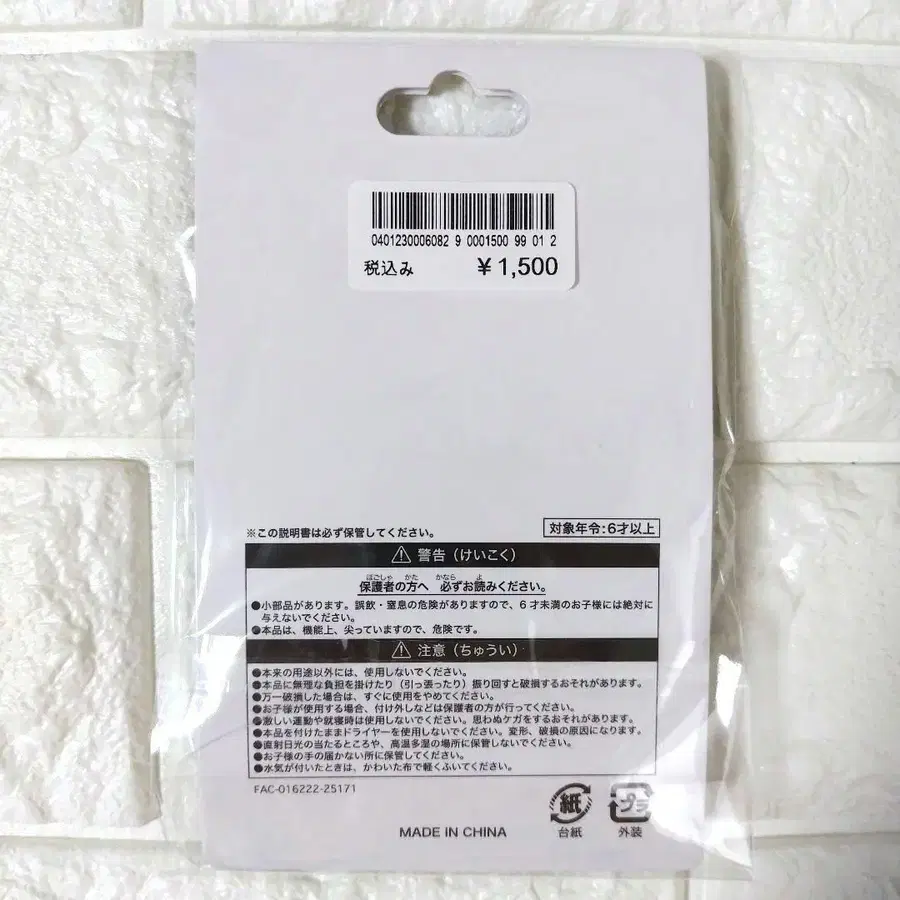 0401230006082 9 0001500 99 01 2
税込み ￥1,500
※この説明書は必ず保管してください。 対象年令:6才以上
警告（けいこく）
ほごしゃ かた かなら よ
保護者の方へ 必ずお読みください。
●小部品があります。誤飲・窒息の危険がありますので、6才未満のお子様には絶対に
与えないでください。
●本品は、機能上、尖っていますので、危険です。
注意（ちゅうい）
●本来の用途以外には、使用しないでください。
●本品に無理な負担を掛けたり（引っ張ったり）振り回すと破損するおそれがあります。
●万一破損した場合は、すぐに使用をやめてください。
●お子様が使用する場合、付け外しなどは保護者の方が行ってください。
●激しい運動や就寝時は使用しないでください。思わぬケガをするおそれがあります。
●本品を付けたままドライヤーを使用しないでください。変形、破損の原因になります。
●直射日光の当たるところや、高温多湿の場所に保管しないでください。
●お子様の手の届かない所に保管してください。
●水気が付いたときは、かわいた布で軽くふいてください。
FAC-016222-25171
紙 プラ
台紙 外装
MADE IN CHINA